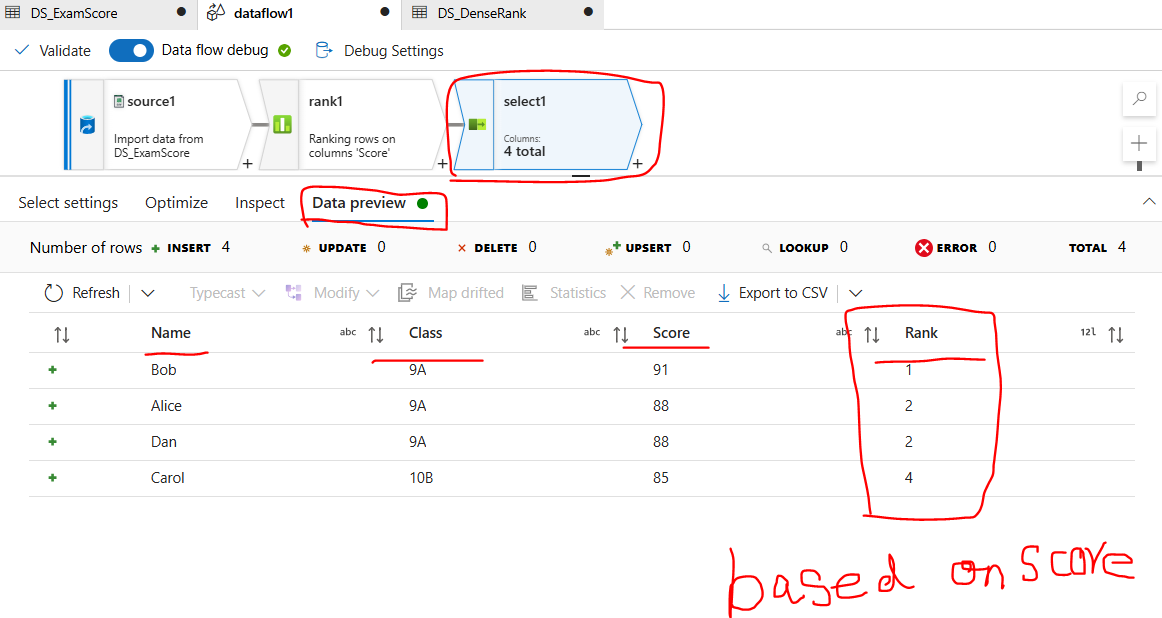 DS_ExamScore dataflow1 DS_DenseRank
Validate Data flow debug Debug Settings
source1 rank1 select1
Import data from Ranking rows on Columns:
DS_ExamScore columns 'Score' 4 total
Select settings Optimize Inspect Data preview
Number of rows + INSERT 4 UPDATE 0 DELETE 0 UPSERT 0 LOOKUP 0 ERROR 0 TOTAL 4
Refresh Typecast Modify Map drifted Statistics Remove Export to CSV
Name abc Class abc Score abc Rank 12l
+ Bob 9A 91 1
+ Alice 9A 88 2
+ Dan 9A 88 2
+ Carol 10B 85 4
based on score